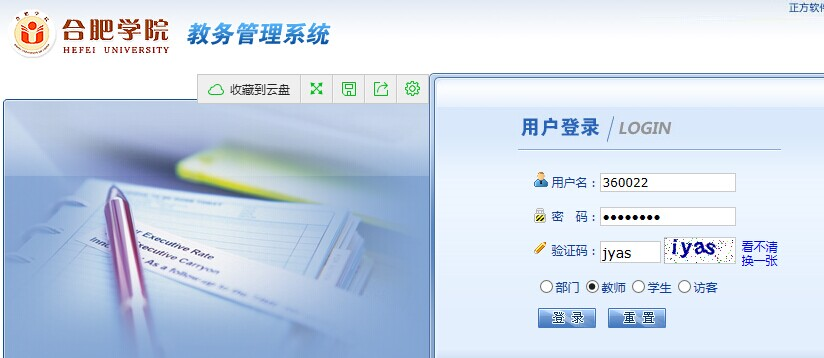 正方软件
合肥学院
HEFEI UNIVERSITY
教务管理系统
收藏到云盘
用户登录 LOGIN
用户名： 360022
密 码： ●●●●●●●●
验证码： jyas jyas 看不清
换一张
部门 教师 学生 访客
登 录 重 置
Executive Rate
Executive Carryon
As a follow-up to the